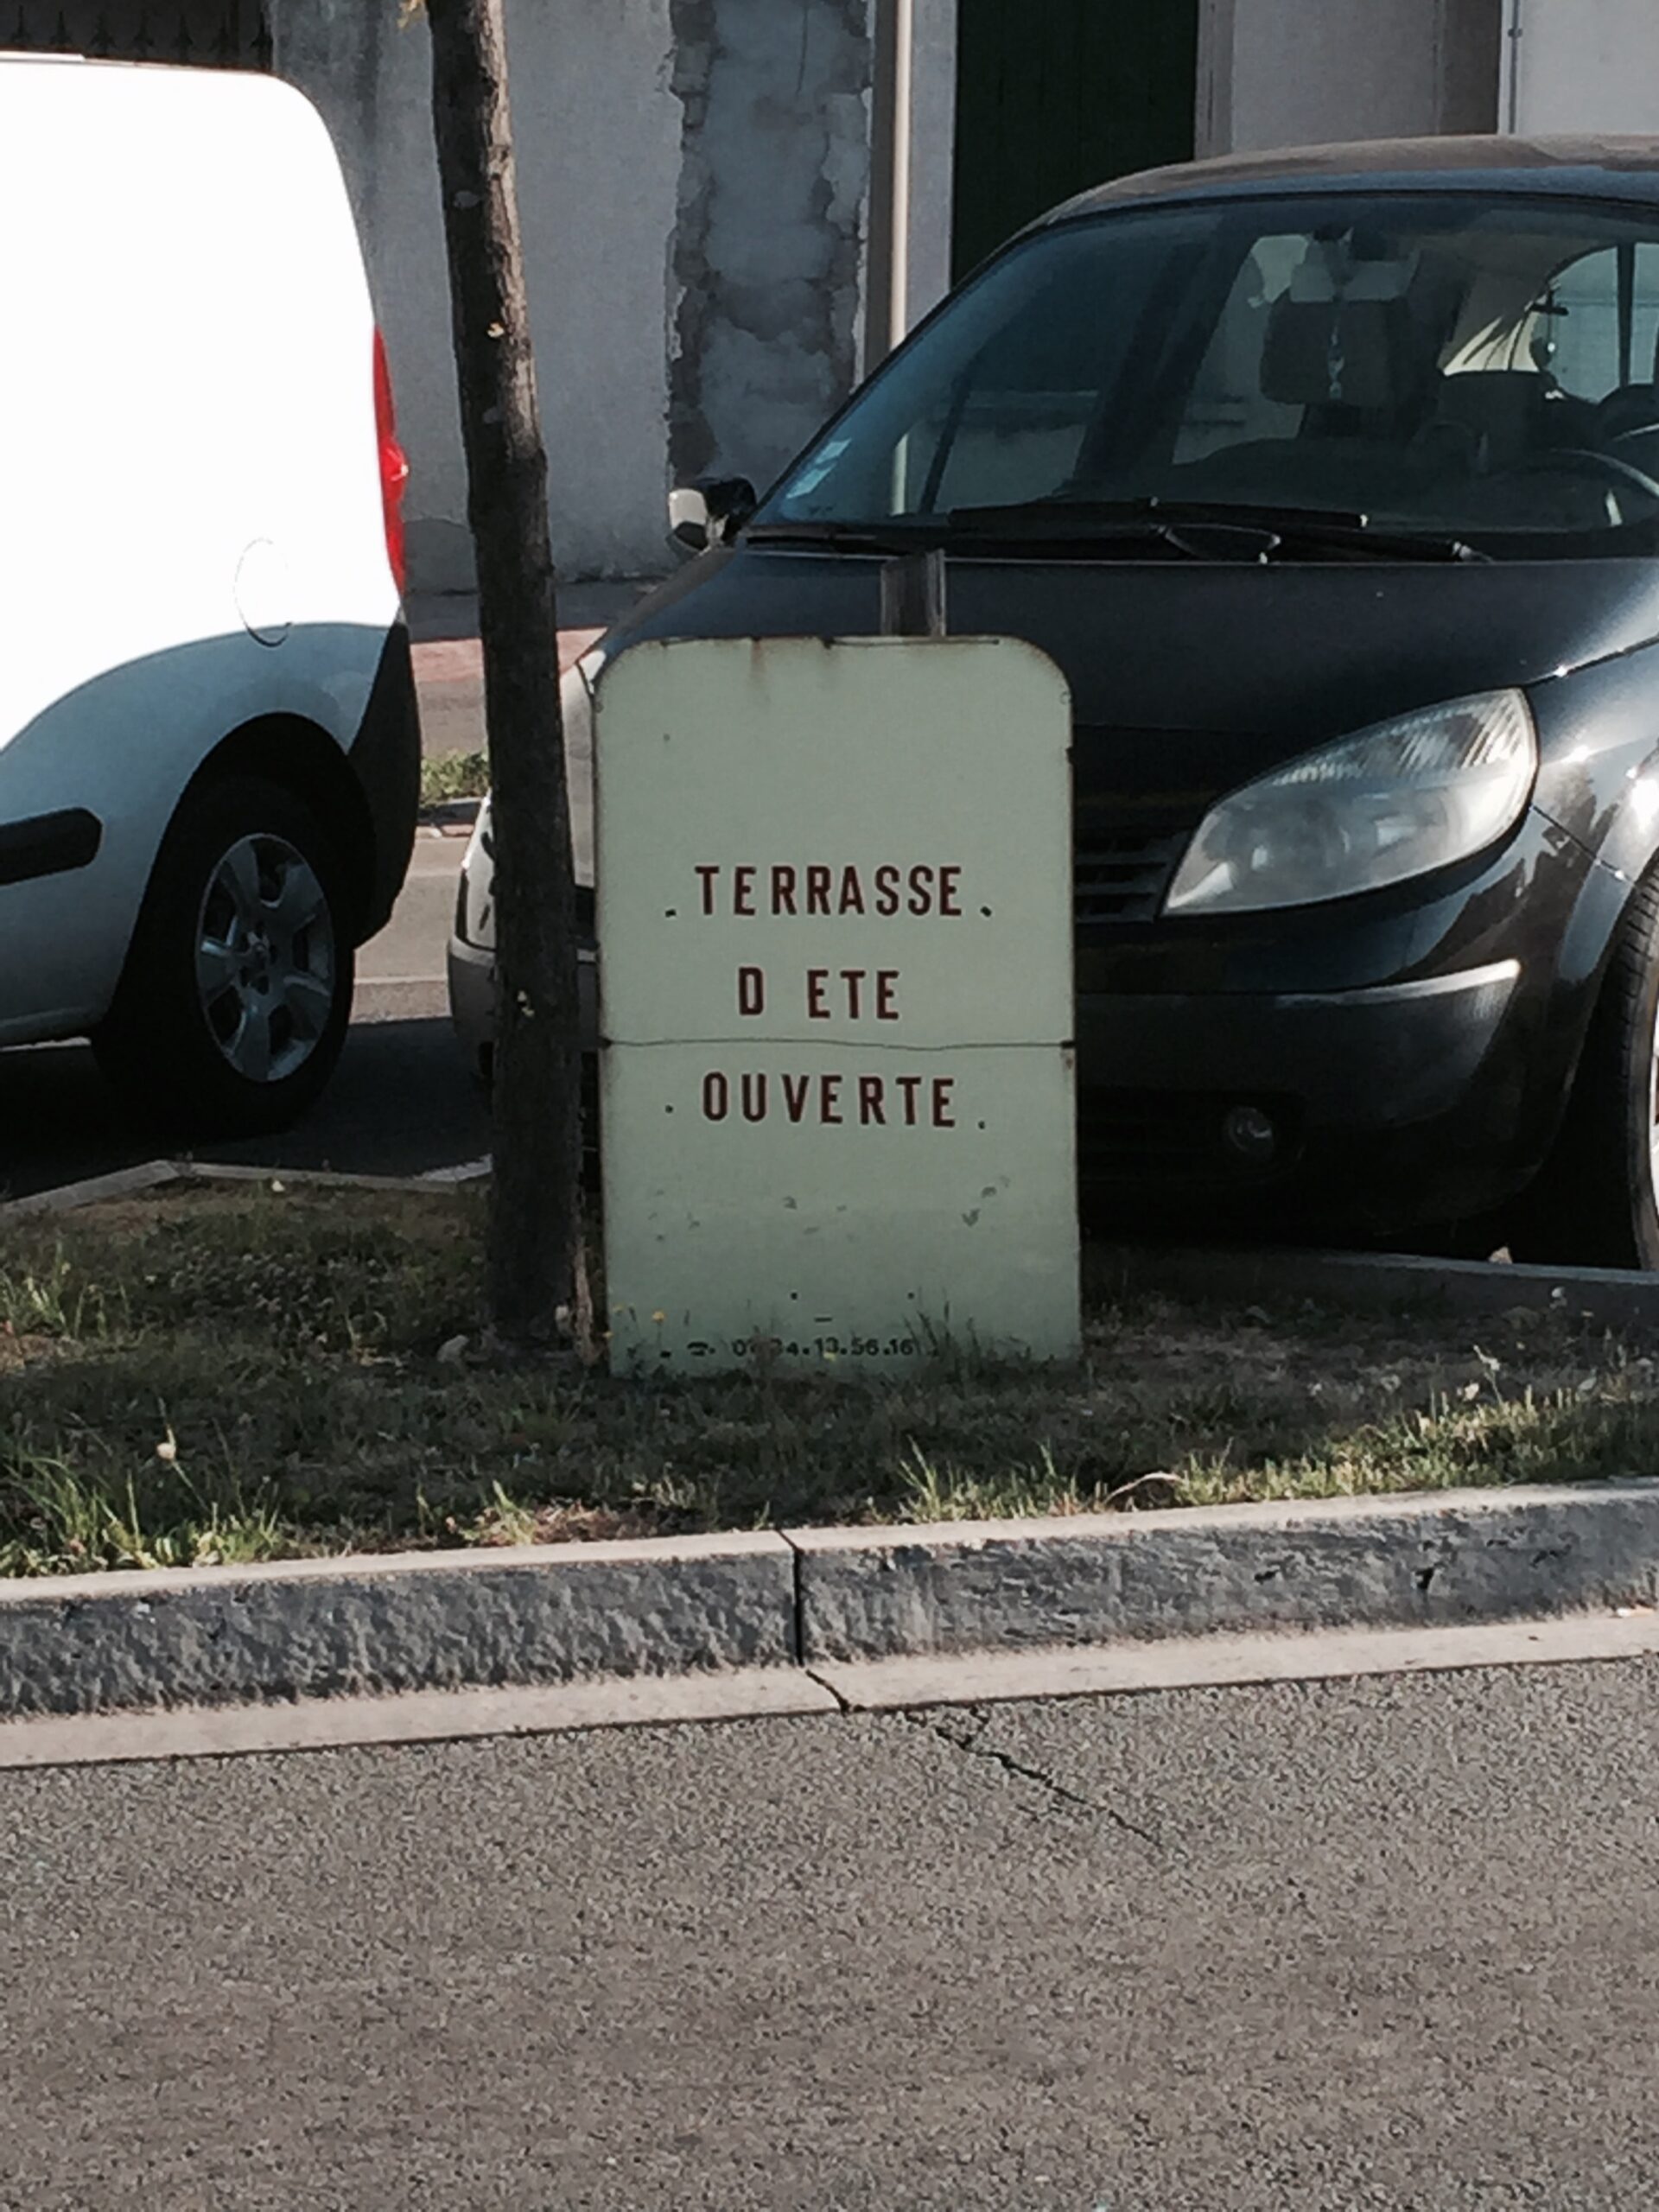 . TERRASSE .
D ETE
. OUVERTE .